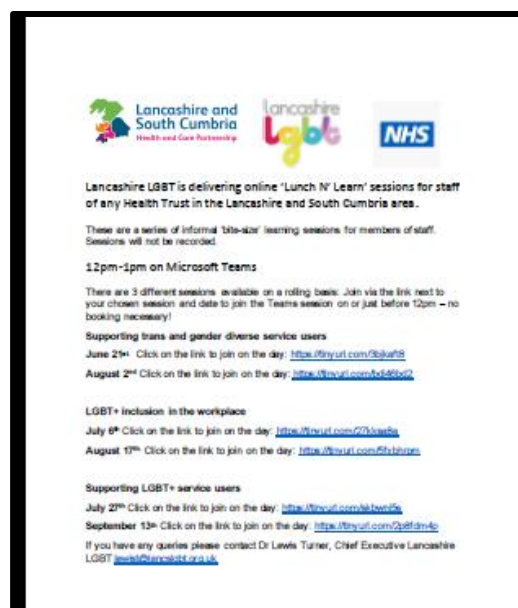 Lancashire and
South Cumbria
Health and Care Partnership
Lancashire
lgbt
NHS
Lancashire LGBT is delivering online 'Lunch N' Learn' sessions for staff
of any Health Trust in the Lancashire and South Cumbria area.
These are a series of informal 'bite-size' learning sessions for members of staff.
Sessions will not be recorded.
12pm-1pm on Microsoft Teams
There are 3 different sessions available on a rolling basis: Join via the link next to
your chosen session and date to join the Teams session on or just before 12pm – no
booking necessary!
Supporting trans and gender diverse service users
June 21st Click on the link to join on the day:
August 2nd Click on the link to join on the day:
LGBT+ inclusion in the workplace
July 6th Click on the link to join on the day:
August 17th Click on the link to join on the day:
Supporting LGBT+ service users
July 27th Click on the link to join on the day:
September 13th Click on the link to join on the day:
If you have any queries please contact Dr Lewis Turner, Chief Executive Lancashire
LGBT